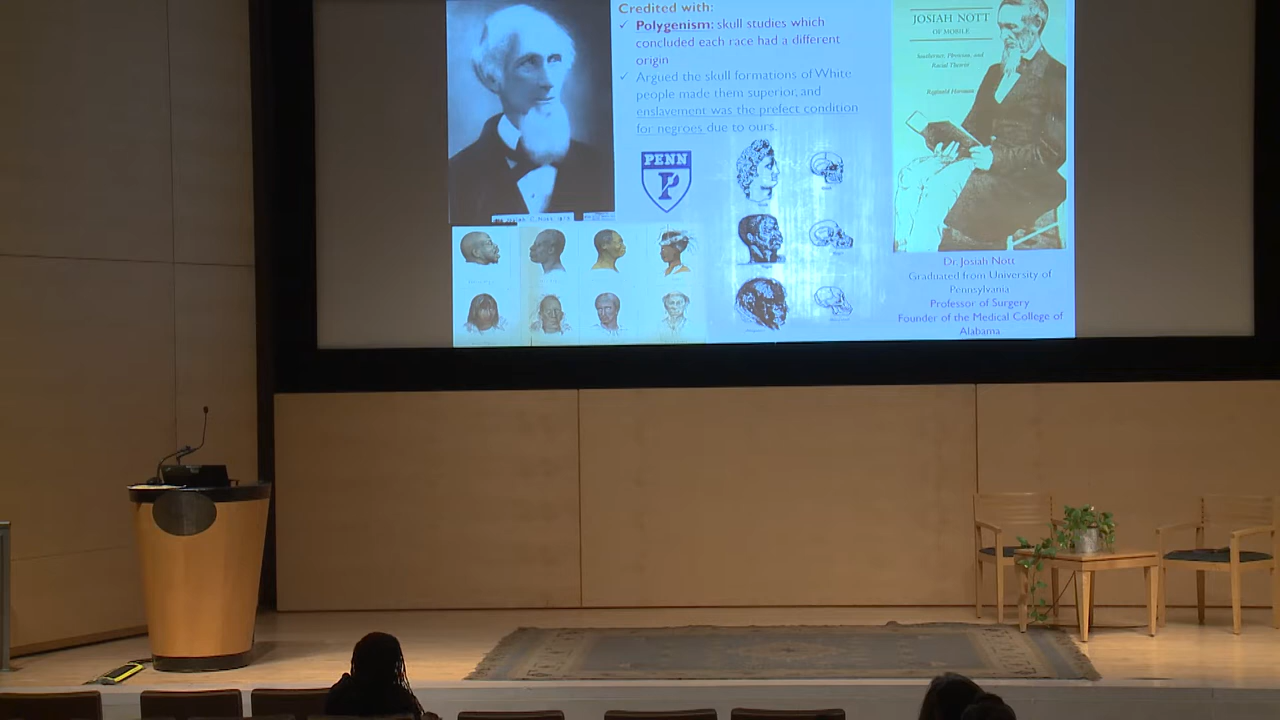 Credited with:
✓ Polygenism: skull studies which
concluded each race had a different
origin
✓ Argued the skull formations of White
people made them superior, and
enslavement was the prefect condition
for negroes due to ours.
PENN
P
JOSIAH NOTT
OF MOBILE
Southerner, Physician, and
Racial Theorist
Reginald Horsman
Dr. Josiah Nott
Graduated from University of
Pennsylvania
Professor of Surgery
Founder of the Medical College of
Alabama